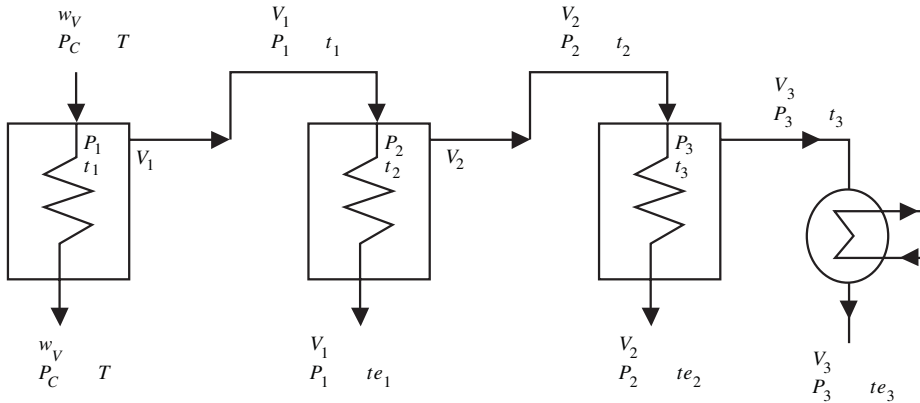 w_V
P_C T
V_1
P_1 t_1
V_2
P_2 t_2
V_3
P_3 t_3
P_1
t_1
V_1
P_2
t_2
V_2
P_3
t_3
w_V
P_C T
V_1
P_1 te_1
V_2
P_2 te_2
V_3
P_3 te_3